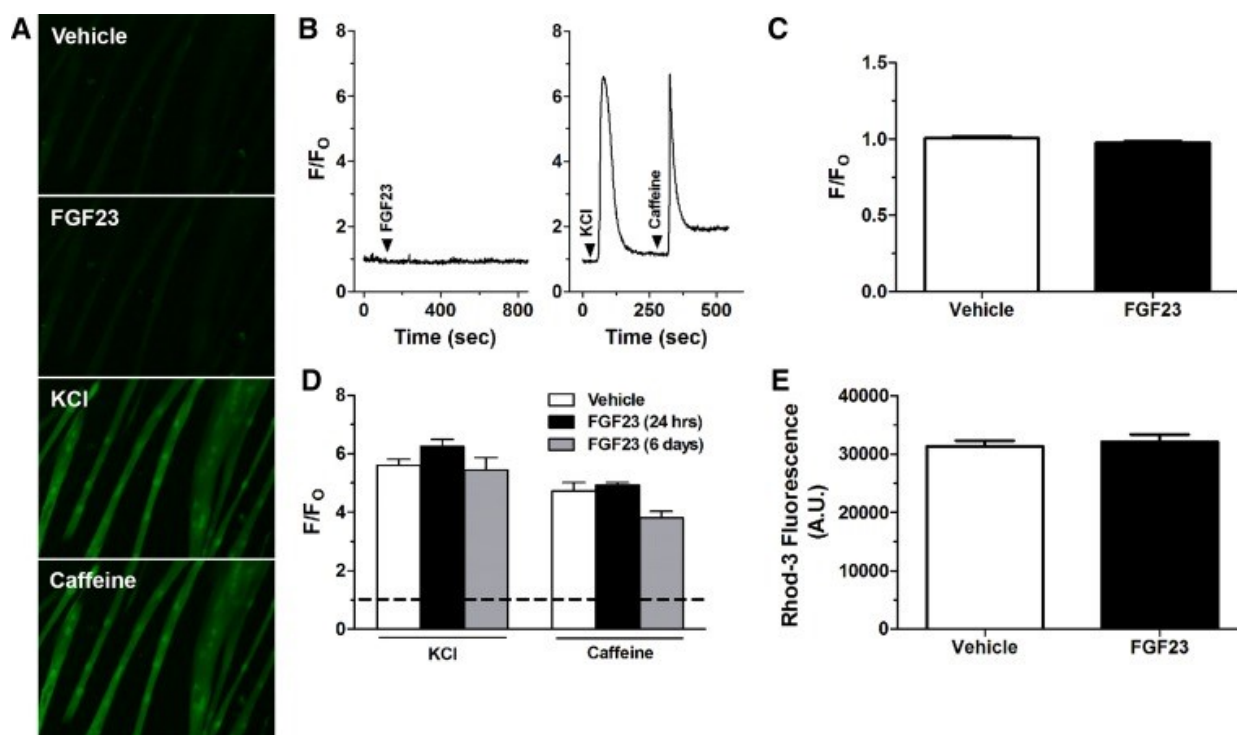 A
Vehicle
FGF23
KCl
Caffeine
B
8
6
4
2
0
F/FO
FGF23
0
400
800
Time (sec)
8
6
4
2
0
KCl
Caffeine
0
250
500
Time (sec)
C
1.5
1.0
0.5
0.0
F/FO
Vehicle
FGF23
D
8
6
4
2
0
F/FO
Vehicle
FGF23 (24 hrs)
FGF23 (6 days)
KCl
Caffeine
E
40000
30000
20000
10000
0
Rhod-3 Fluorescence
(A.U.)
Vehicle
FGF23